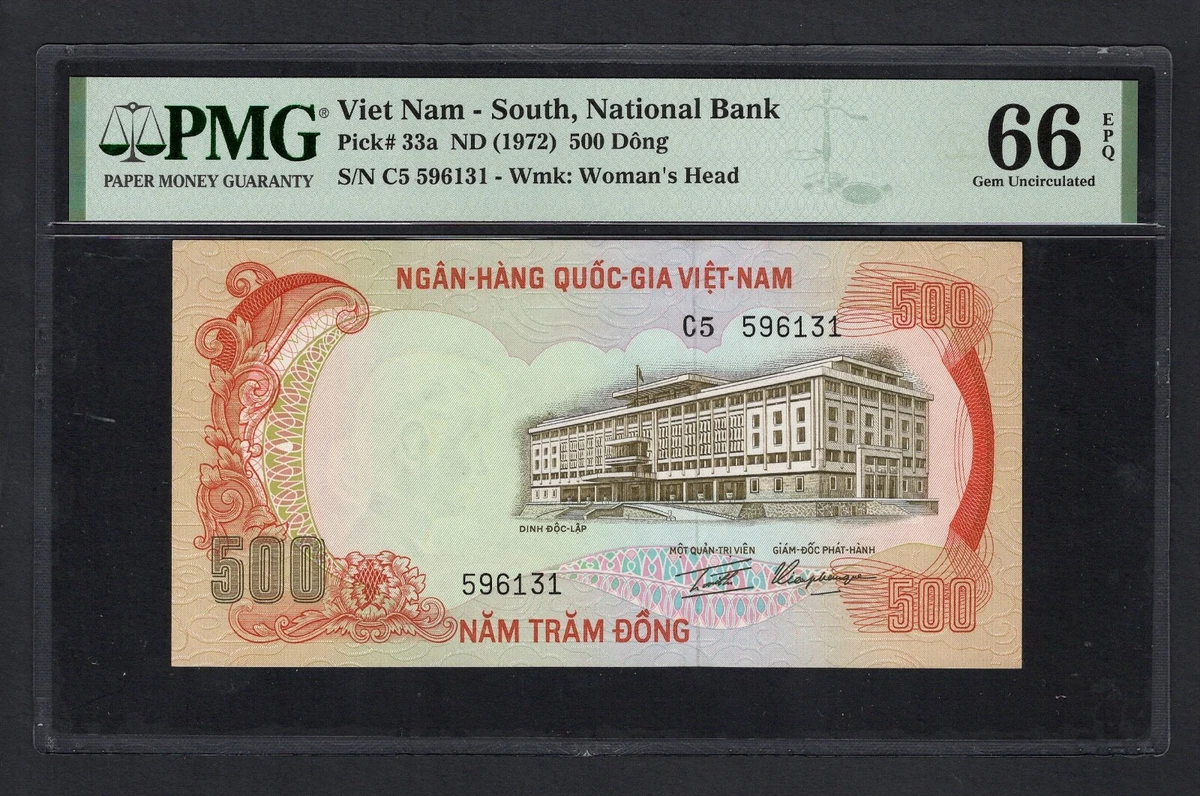 PMG®
PAPER MONEY GUARANTY
Viet Nam - South, National Bank
Pick# 33a ND (1972) 500 Dông
S/N C5 596131 - Wmk: Woman's Head
66
EPQ
Gem Uncirculated
NGÂN-HÀNG QUỐC-GIA VIỆT-NAM
500
C5 596131
DINH ĐỘC-LẬP
MỘT QUẢN-TRỊ VIÊN GIÁM-ĐỐC PHÁT-HÀNH
500
596131
500
NĂM TRĂM ĐỒNG